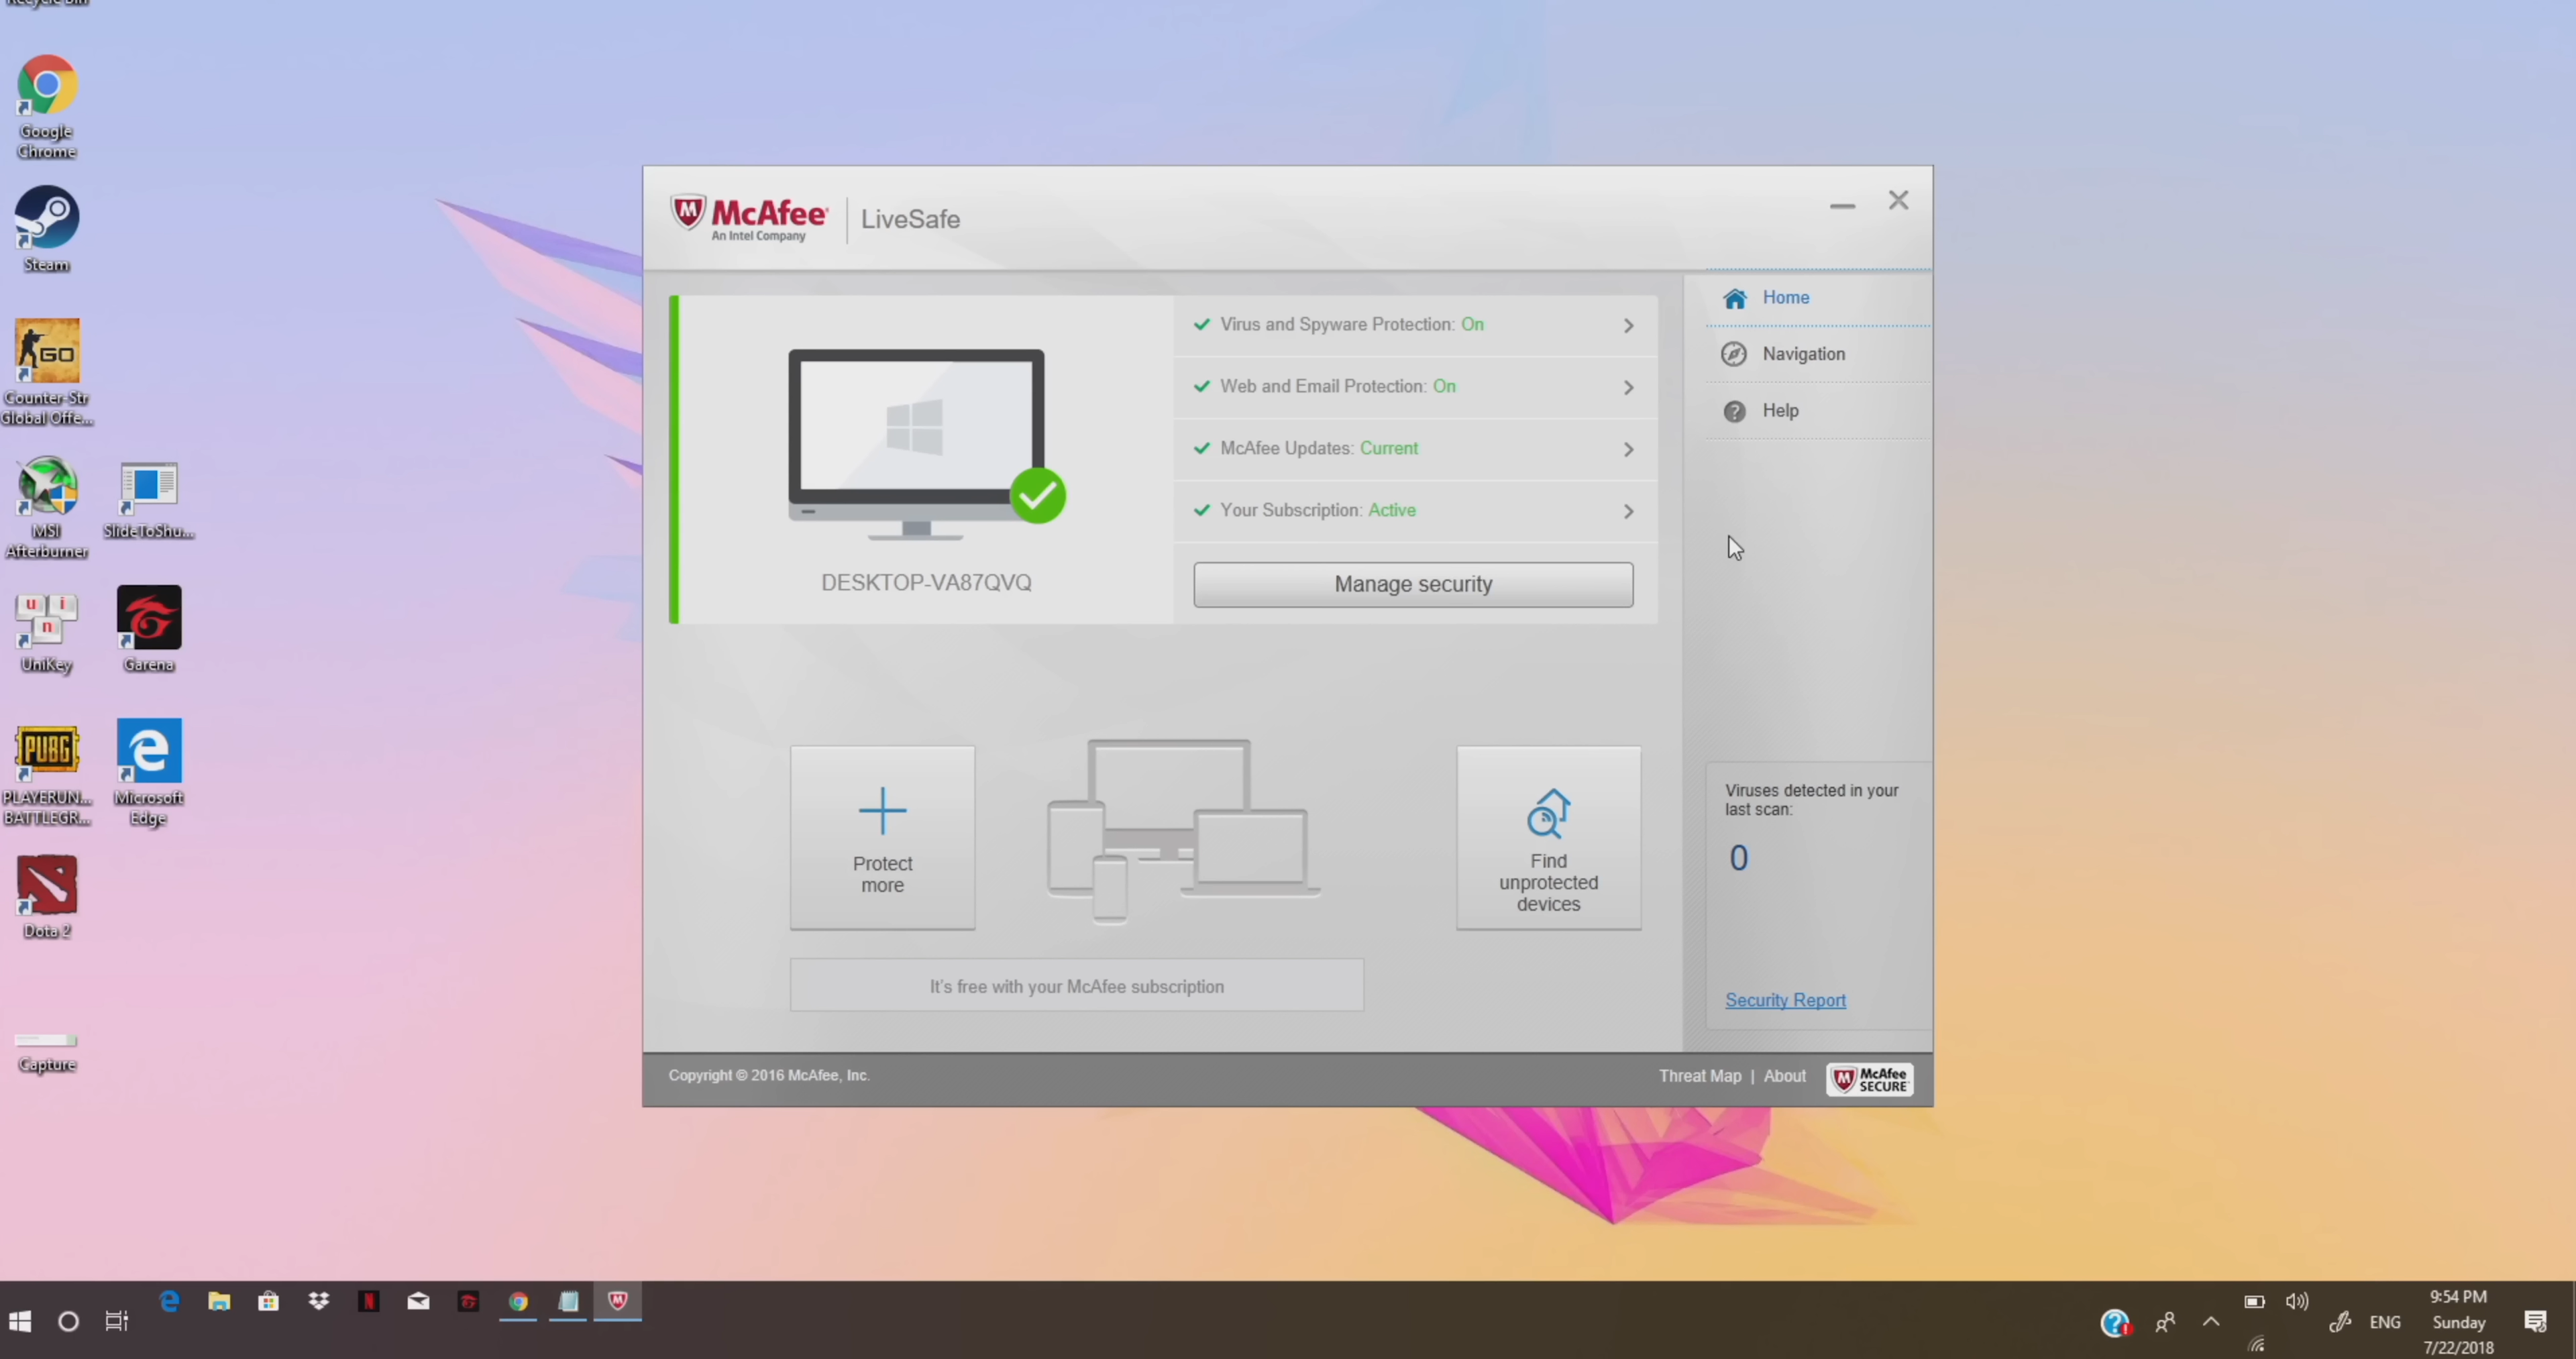 Recycle Bin
Google
Chrome
Steam
GO
Counter-Str
Global Offe...
MSI
Afterburner
SlideToShu...
u i
n
UniKey
Garena
PUBG
PLAYERUN...
BATTLEGR...
Microsoft
Edge
Dota 2
Capture
McAfee
An Intel Company
LiveSafe
Virus and Spyware Protection: On
Web and Email Protection: On
McAfee Updates: Current
Your Subscription: Active
Manage security
DESKTOP-VA87QVQ
Home
Navigation
Help
Protect
more
Find
unprotected
devices
It's free with your McAfee subscription
Viruses detected in your
last scan:
0
Security Report
Copyright © 2016 McAfee, Inc.
Threat Map | About
McAfee
SECURE
ENG
9:54 PM
Sunday
7/22/2018